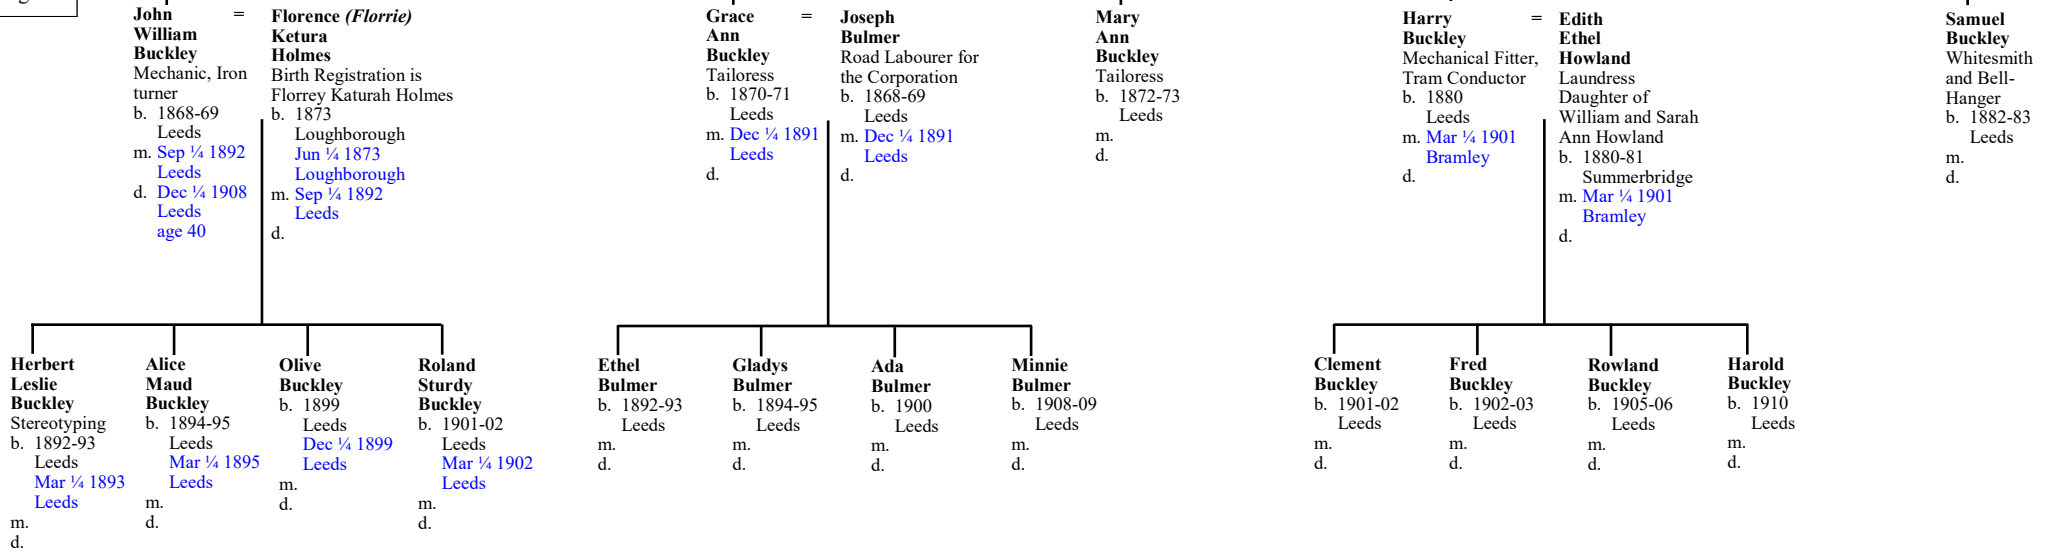 John =
William
Buckley
Mechanic, Iron
turner
b. 1868-69
Leeds
m. Sep ¼ 1892
Leeds
d. Dec ¼ 1908
Leeds
age 40
Florence (Florrie)
Ketura
Holmes
Birth Registration is
Florrey Katurah Holmes
b. 1873
Loughborough
Jun ¼ 1873
Loughborough
m. Sep ¼ 1892
Leeds
d.
Grace =
Ann
Buckley
Tailoress
b. 1870-71
Leeds
m. Dec ¼ 1891
Leeds
d.
Joseph
Bulmer
Road Labourer for
the Corporation
b. 1868-69
Leeds
m. Dec ¼ 1891
Leeds
d.
Mary
Ann
Buckley
Tailoress
b. 1872-73
Leeds
m.
d.
Harry =
Buckley
Mechanical Fitter,
Tram Conductor
b. 1880
Leeds
m. Mar ¼ 1901
Bramley
d.
Edith
Ethel
Howland
Laundress
Daughter of
William and Sarah
Ann Howland
b. 1880-81
Summerbridge
m. Mar ¼ 1901
Bramley
d.
Samuel
Buckley
Whitesmith
and Bell-
Hanger
b. 1882-83
Leeds
m.
d.
Herbert
Leslie
Buckley
Stereotyping
b. 1892-93
Leeds
Mar ¼ 1893
Leeds
m.
d.
Alice
Maud
Buckley
b. 1894-95
Leeds
Mar ¼ 1895
Leeds
m.
d.
Olive
Buckley
b. 1899
Leeds
Dec ¼ 1899
Leeds
m.
d.
Roland
Sturdy
Buckley
b. 1901-02
Leeds
Mar ¼ 1902
Leeds
m.
d.
Ethel
Bulmer
b. 1892-93
Leeds
m.
d.
Gladys
Bulmer
b. 1894-95
Leeds
m.
d.
Ada
Bulmer
b. 1900
Leeds
m.
d.
Minnie
Bulmer
b. 1908-09
Leeds
m.
d.
Clement
Buckley
b. 1901-02
Leeds
m.
d.
Fred
Buckley
b. 1902-03
Leeds
m.
d.
Rowland
Buckley
b. 1905-06
Leeds
m.
d.
Harold
Buckley
b. 1910
Leeds
m.
d.